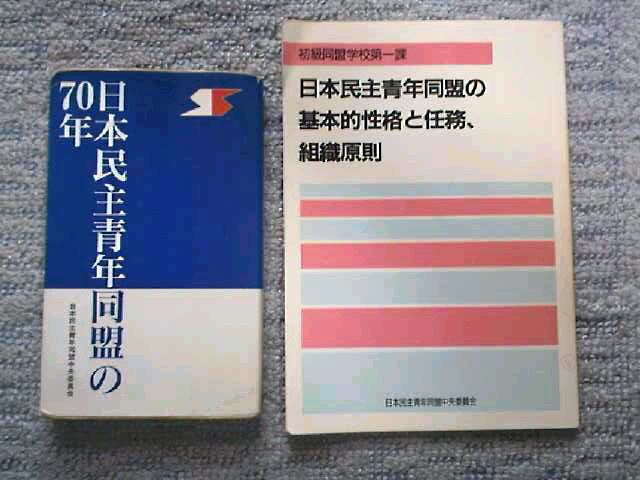 日本民主青年同盟の
70年
日本民主青年同盟中央委員会
初級同盟学校第一課
日本民主青年同盟の
基本的性格と任務、
組織原則
日本民主青年同盟中央委員会